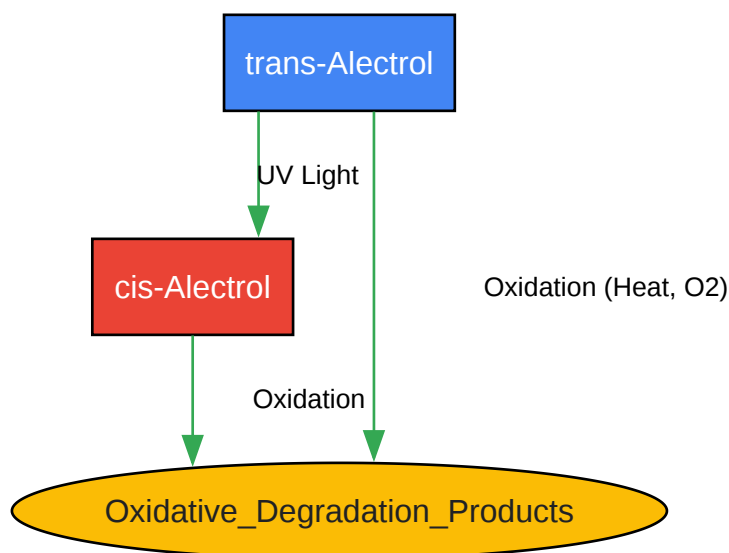 trans-Alectrol
UV Light
cis-Alectrol
Oxidation (Heat, O2)
Oxidation
Oxidative_Degradation_Products